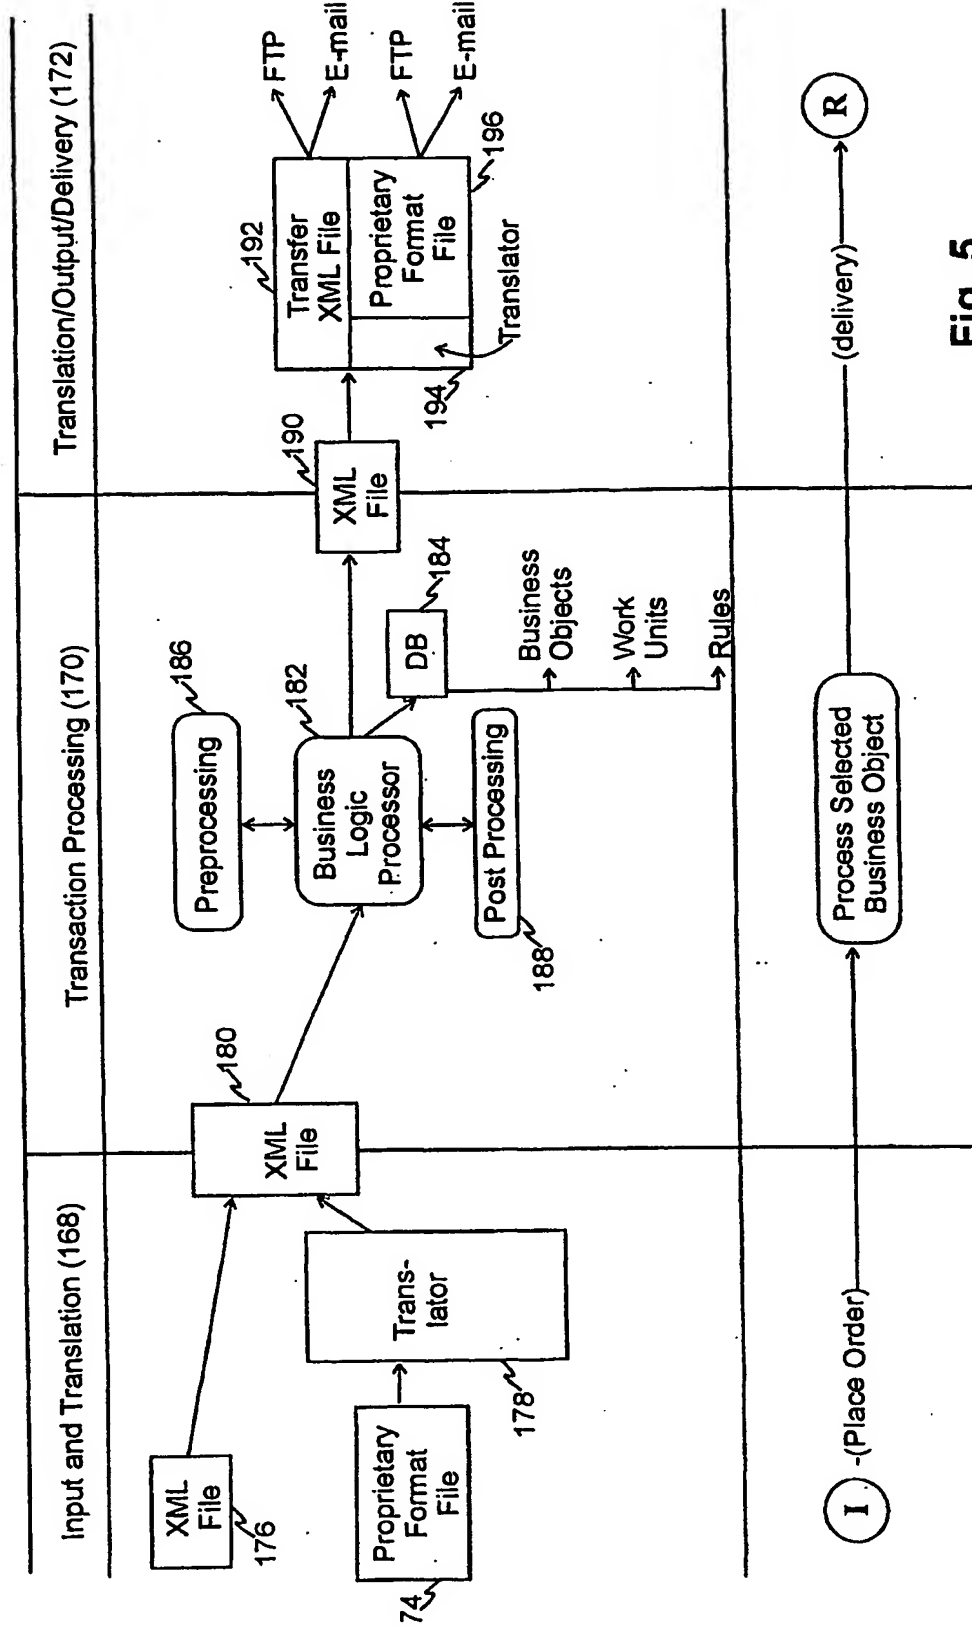 Input and Translation (168)
Transaction Processing (170)
Translation/Output/Delivery (172)
XML
File
176
Proprietary
Format
File
74
Trans-
lator
178
XML
File
180
Preprocessing
186
Business
Logic
Processor
182
Post Processing
188
DB
184
Business
Objects
Work
Units
Rules
XML
File
190
192
Transfer
XML File
Proprietary
Format
File
194
Translator
196
FTP
E-mail
FTP
E-mail
I
-(Place Order)
Process Selected
Business Object
(delivery)
R
Fig. 5